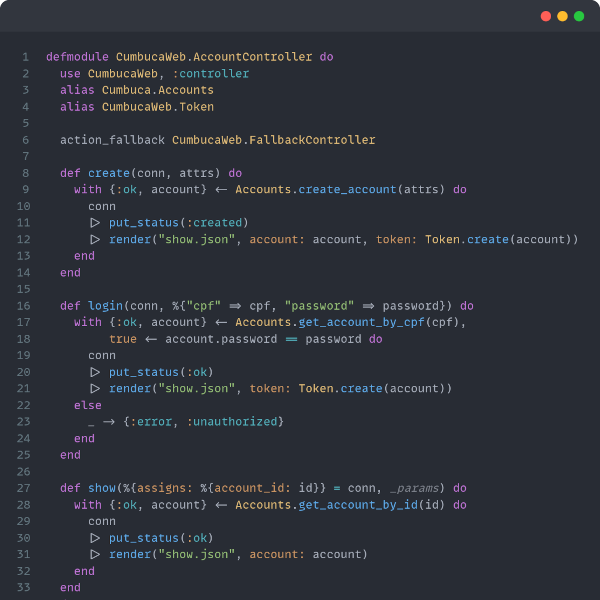 1 defmodule CumbucaWeb.AccountController do
2   use CumbucaWeb, :controller
3   alias Cumbuca.Accounts
4   alias CumbucaWeb.Token
5
6   action_fallback CumbucaWeb.FallbackController
7
8   def create(conn, attrs) do
9     with {:ok, account} <- Accounts.create_account(attrs) do
10       conn
11       |> put_status(:created)
12       |> render("show.json", account: account, token: Token.create(account))
13     end
14   end
15
16   def login(conn, %{"cpf" => cpf, "password" => password}) do
17     with {:ok, account} <- Accounts.get_account_by_cpf(cpf),
18          true <- account.password == password do
19       conn
20       |> put_status(:ok)
21       |> render("show.json", token: Token.create(account))
22     else
23       _ -> {:error, :unauthorized}
24     end
25   end
26
27   def show(%{assigns: %{account_id: id}} = conn, _params) do
28     with {:ok, account} <- Accounts.get_account_by_id(id) do
29       conn
30       |> put_status(:ok)
31       |> render("show.json", account: account)
32     end
33   end